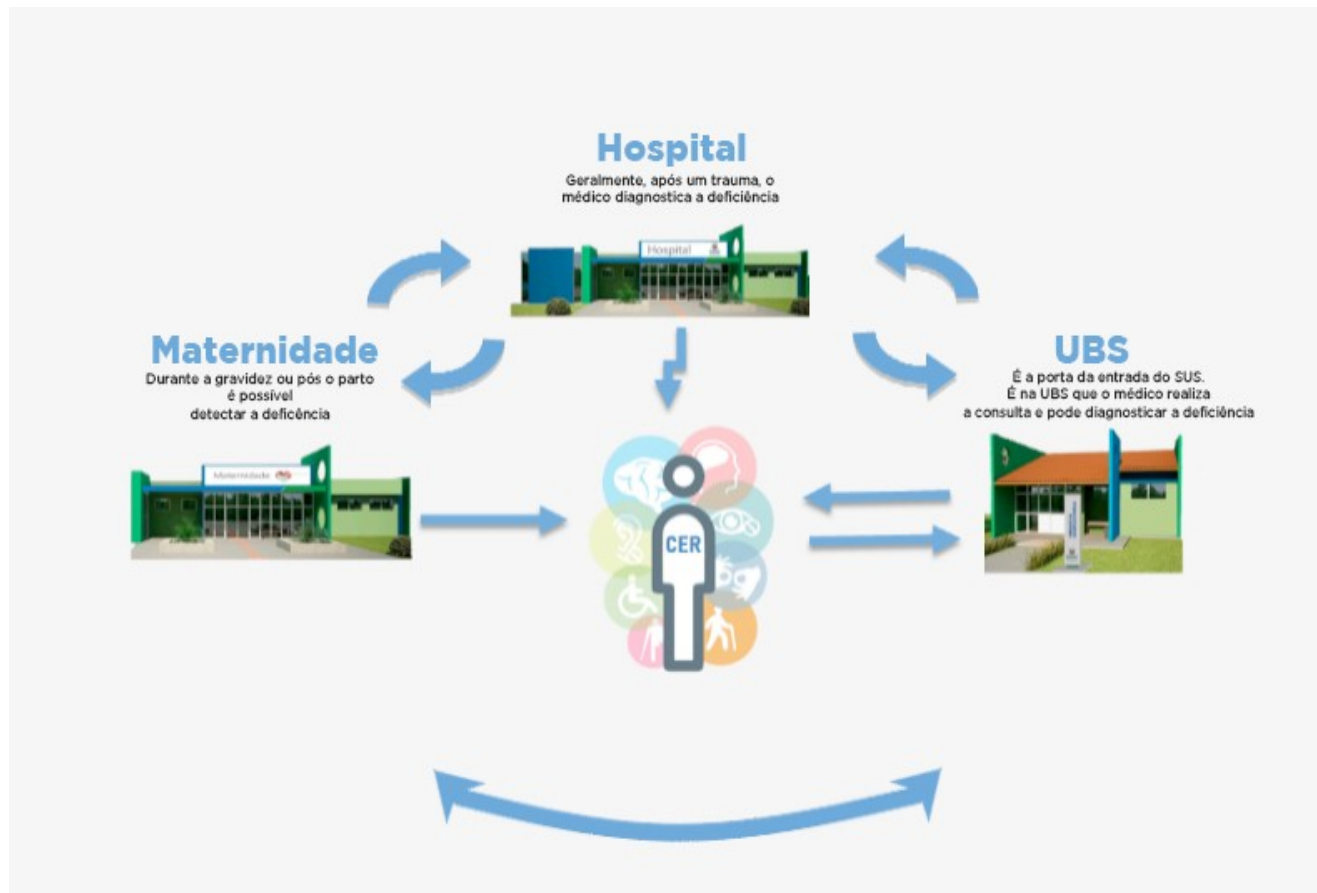 Hospital
Geralmente, após um trauma, o
médico diagnostica a deficiência
Hospital
Maternidade
Durante a gravidez ou pós o parto
é possível
detectar a defícência
Maternidade
UBS
É a porta da entrada do SUS.
É na UBS que o médico realiza
a consulta e pode diagnosticar a deficiência
CER